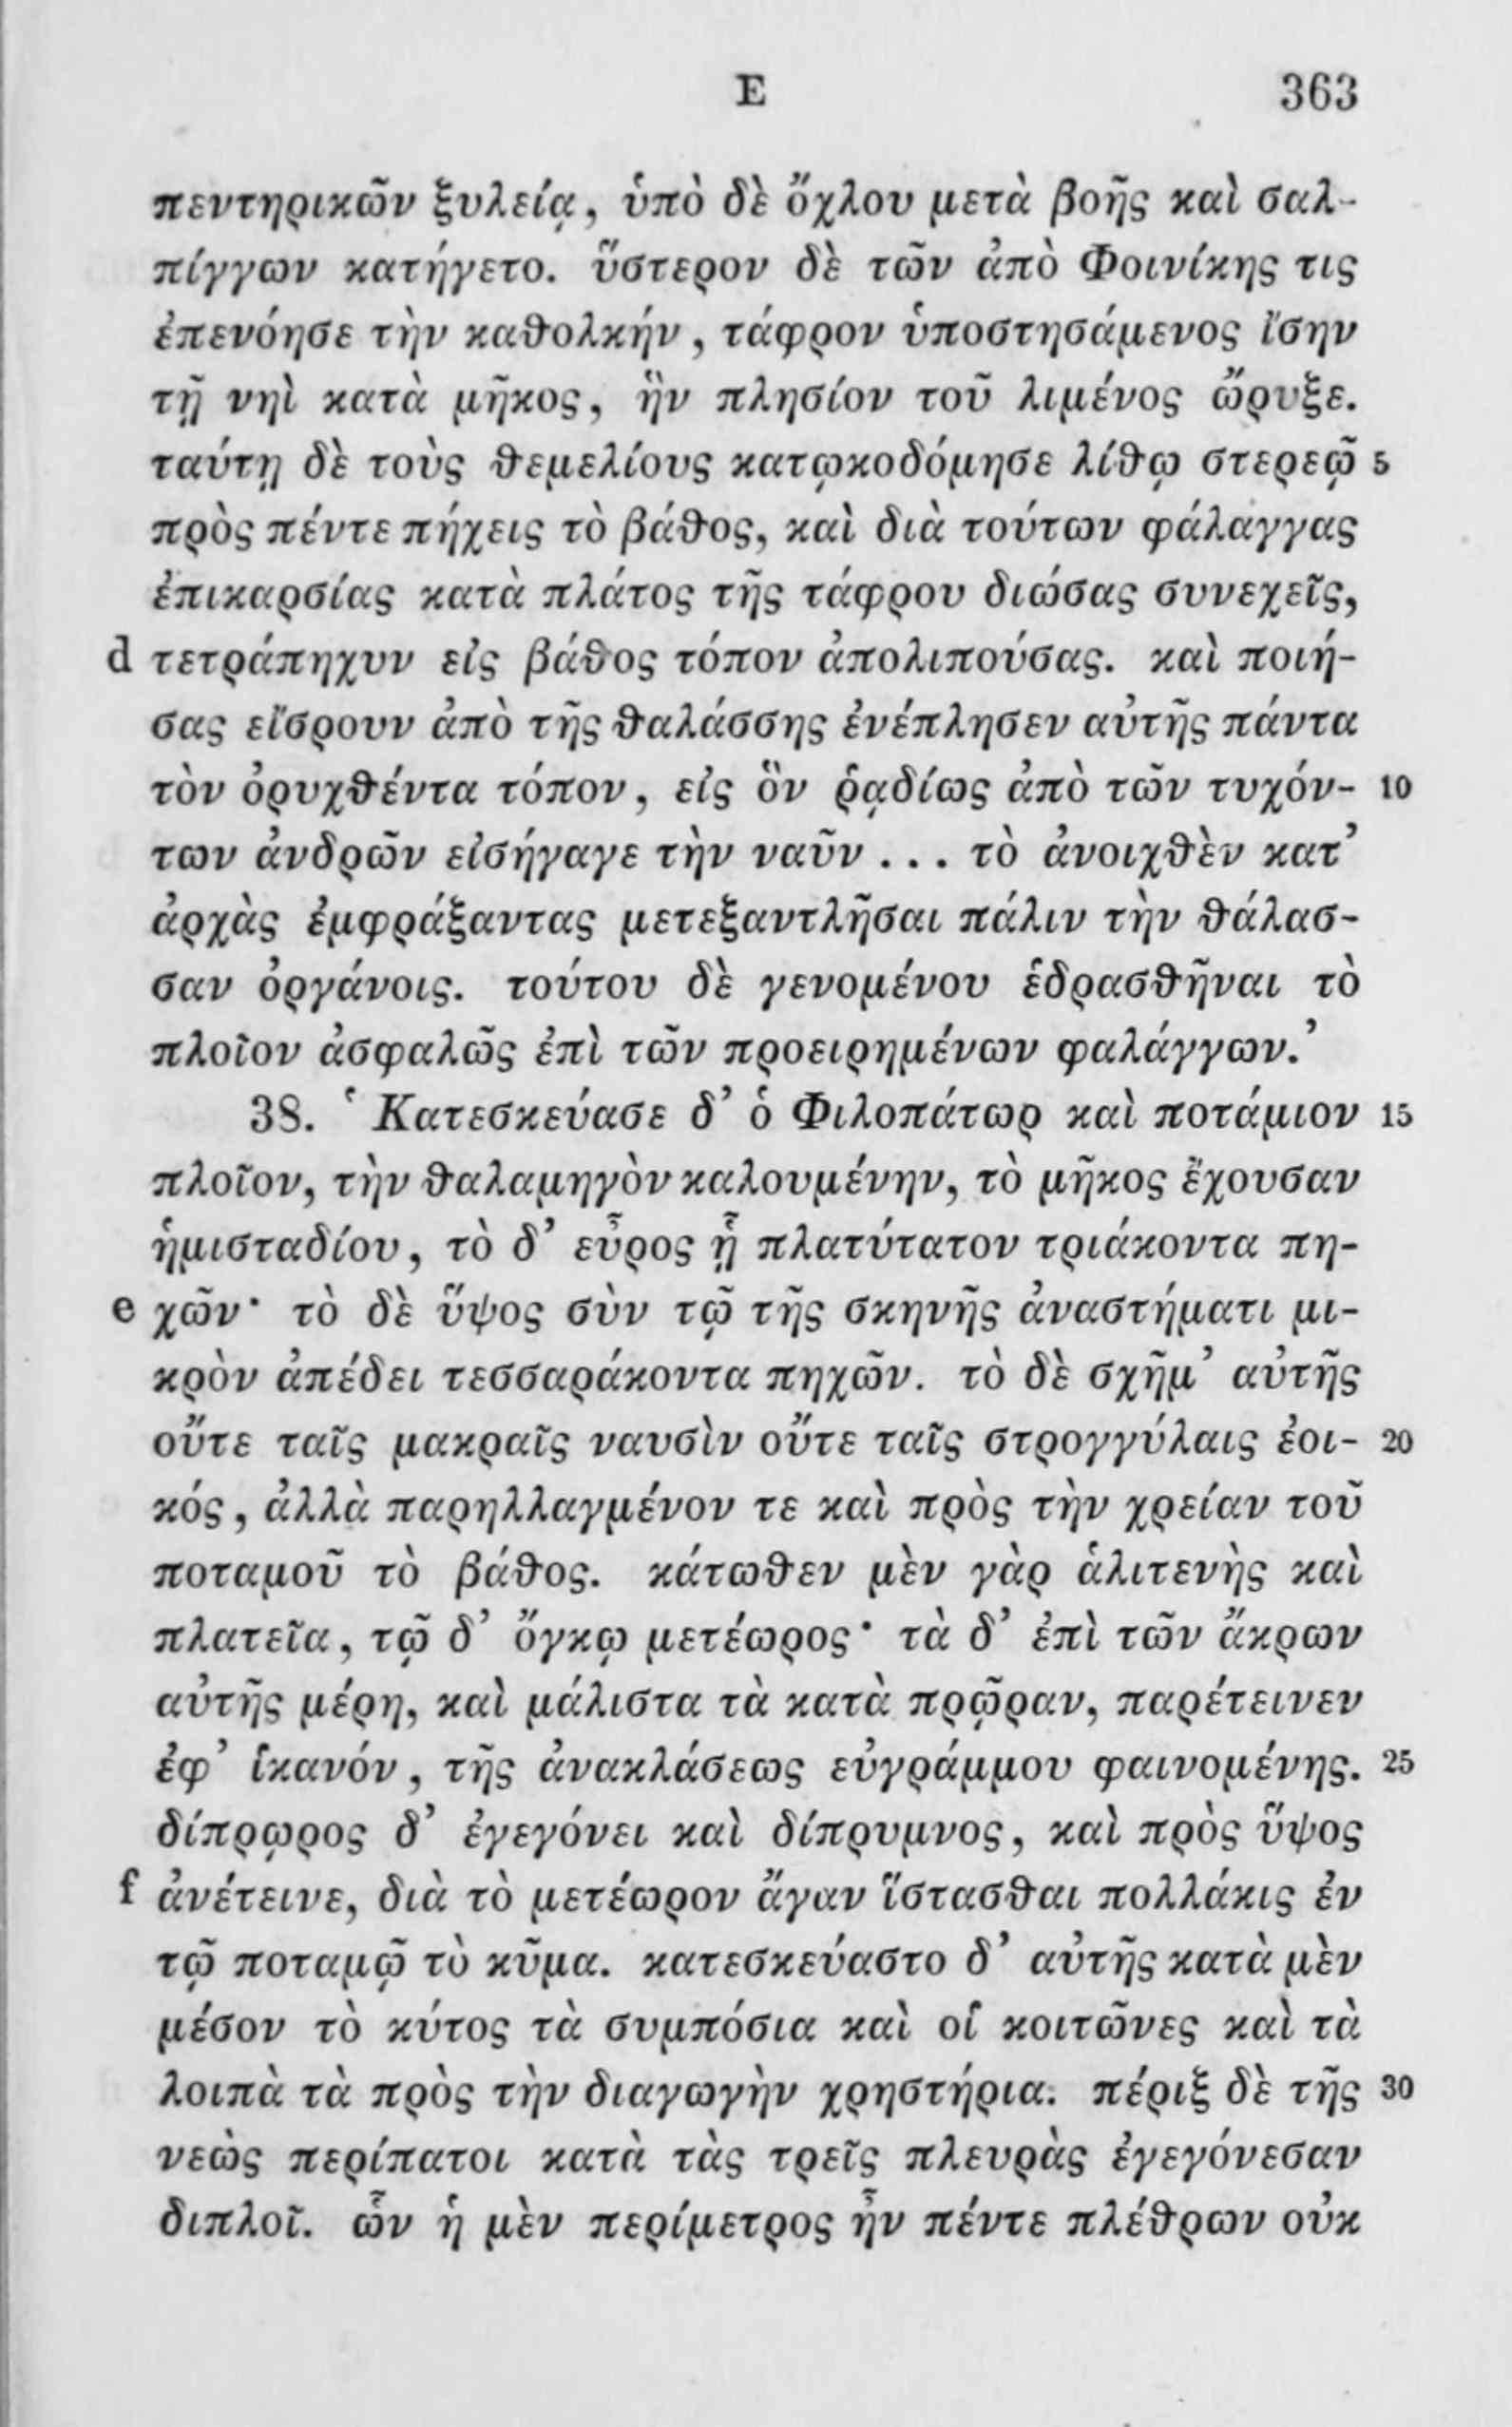 E 363
πεντηρικῶν ξυλείᾳ, ὑπὸ δὲ ὄχλου μετὰ βοῆς καὶ σαλ-
πίγγων κατήγετο. ὕστερον δὲ τῶν ἀπὸ Φοινίκης τις
ἐπενόησε τὴν καθολκήν, τάφρον ὑποστησάμενος ἴσην
τῇ νηὶ κατὰ μῆκος, ἣν πλησίον τοῦ λιμένος ὤρυξε.
ταύτῃ δὲ τοὺς θεμελίους κατῳκοδόμησε λίθῳ στερεῷ 5
πρὸς πέντε πήχεις τὸ βάθος, καὶ διὰ τούτων φάλαγγας
ἐπικαρσίας κατὰ πλάτος τῆς τάφρου διώσας συνεχεῖς,
d τετράπηχυν εἰς βάθος τόπον ἀπολιπούσας. καὶ ποιή-
σας εἴσρουν ἀπὸ τῆς θαλάσσης ἐνέπλησεν αὐτῆς πάντα
τὸν ὀρυχθέντα τόπον, εἰς ὃν ῥᾳδίως ἀπὸ τῶν τυχόν- 10
των ἀνδρῶν εἰσήγαγε τὴν ναῦν ... τὸ ἀνοιχθὲν κατ’
ἀρχὰς ἐμφράξαντας μετεξαντλῆσαι πάλιν τὴν θάλασ-
σαν ὀργάνοις. τούτου δὲ γενομένου ἑδρασθῆναι τὸ
πλοῖον ἀσφαλῶς ἐπὶ τῶν προειρημένων φαλάγγων.’
38. ‘Κατεσκεύασε δ’ ὁ Φιλοπάτωρ καὶ ποτάμιον 15
πλοῖον, τὴν θαλαμηγὸν καλουμένην, τὸ μῆκος ἔχουσαν
ἡμισταδίου, τὸ δ’ εὖρος ᾗ πλατύτατον τριάκοντα πη-
e χῶν· τὸ δὲ ὕψος σὺν τῷ τῆς σκηνῆς ἀναστήματι μι-
κρὸν ἀπέδει τεσσαράκοντα πηχῶν. τὸ δὲ σχῆμ’ αὐτῆς
οὔτε ταῖς μακραῖς ναυσὶν οὔτε ταῖς στρογγύλαις ἐοι- 20
κός, ἀλλὰ παρηλλαγμένον τε καὶ πρὸς τὴν χρείαν τοῦ
ποταμοῦ τὸ βάθος. κάτωθεν μὲν γὰρ ἁλιτενὴς καὶ
πλατεῖα, τῷ δ’ ὄγκῳ μετέωρος· τὰ δ’ ἐπὶ τῶν ἄκρων
αὐτῆς μέρη, καὶ μάλιστα τὰ κατὰ πρῷραν, παρέτεινεν
ἐφ’ ἱκανόν, τῆς ἀνακλάσεως εὐγράμμου φαινομένης. 25
δίπρῳρος δ’ ἐγεγόνει καὶ δίπρυμνος, καὶ πρὸς ὕψος
f ἀνέτεινε, διὰ τὸ μετέωρον ἄγαν ἵστασθαι πολλάκις ἐν
τῷ ποταμῷ τὸ κῦμα. κατεσκεύαστο δ’ αὐτῆς κατὰ μὲν
μέσον τὸ κύτος τὰ συμπόσια καὶ οἱ κοιτῶνες καὶ τὰ
λοιπὰ τὰ πρὸς τὴν διαγωγὴν χρηστήρια. πέριξ δὲ τῆς 30
νεὼς περίπατοι κατὰ τὰς τρεῖς πλευρὰς ἐγεγόνεσαν
διπλοῖ. ὧν ἡ μὲν περίμετρος ἦν πέντε πλέθρων οὐκ